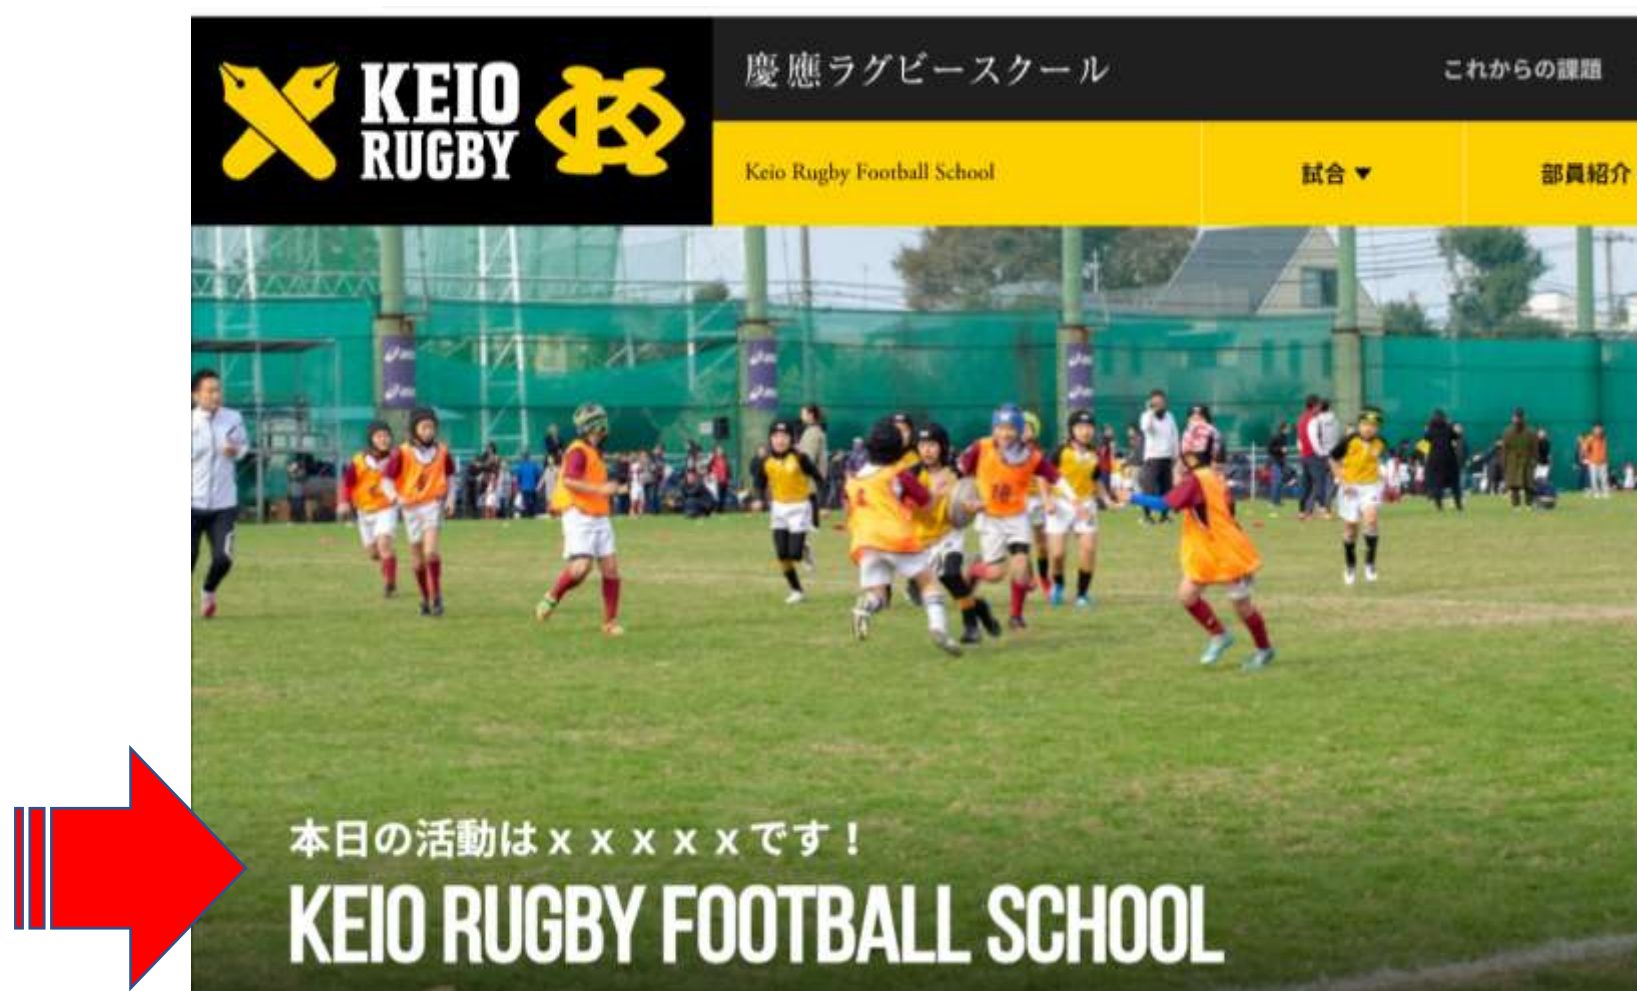 KEIO
RUGBY
慶應ラグビースクール
これからの課題
Keio Rugby Football School
試合▼
部員紹介
18
本日の活動はｘｘｘｘｘです！
KEIO RUGBY FOOTBALL SCHOOL